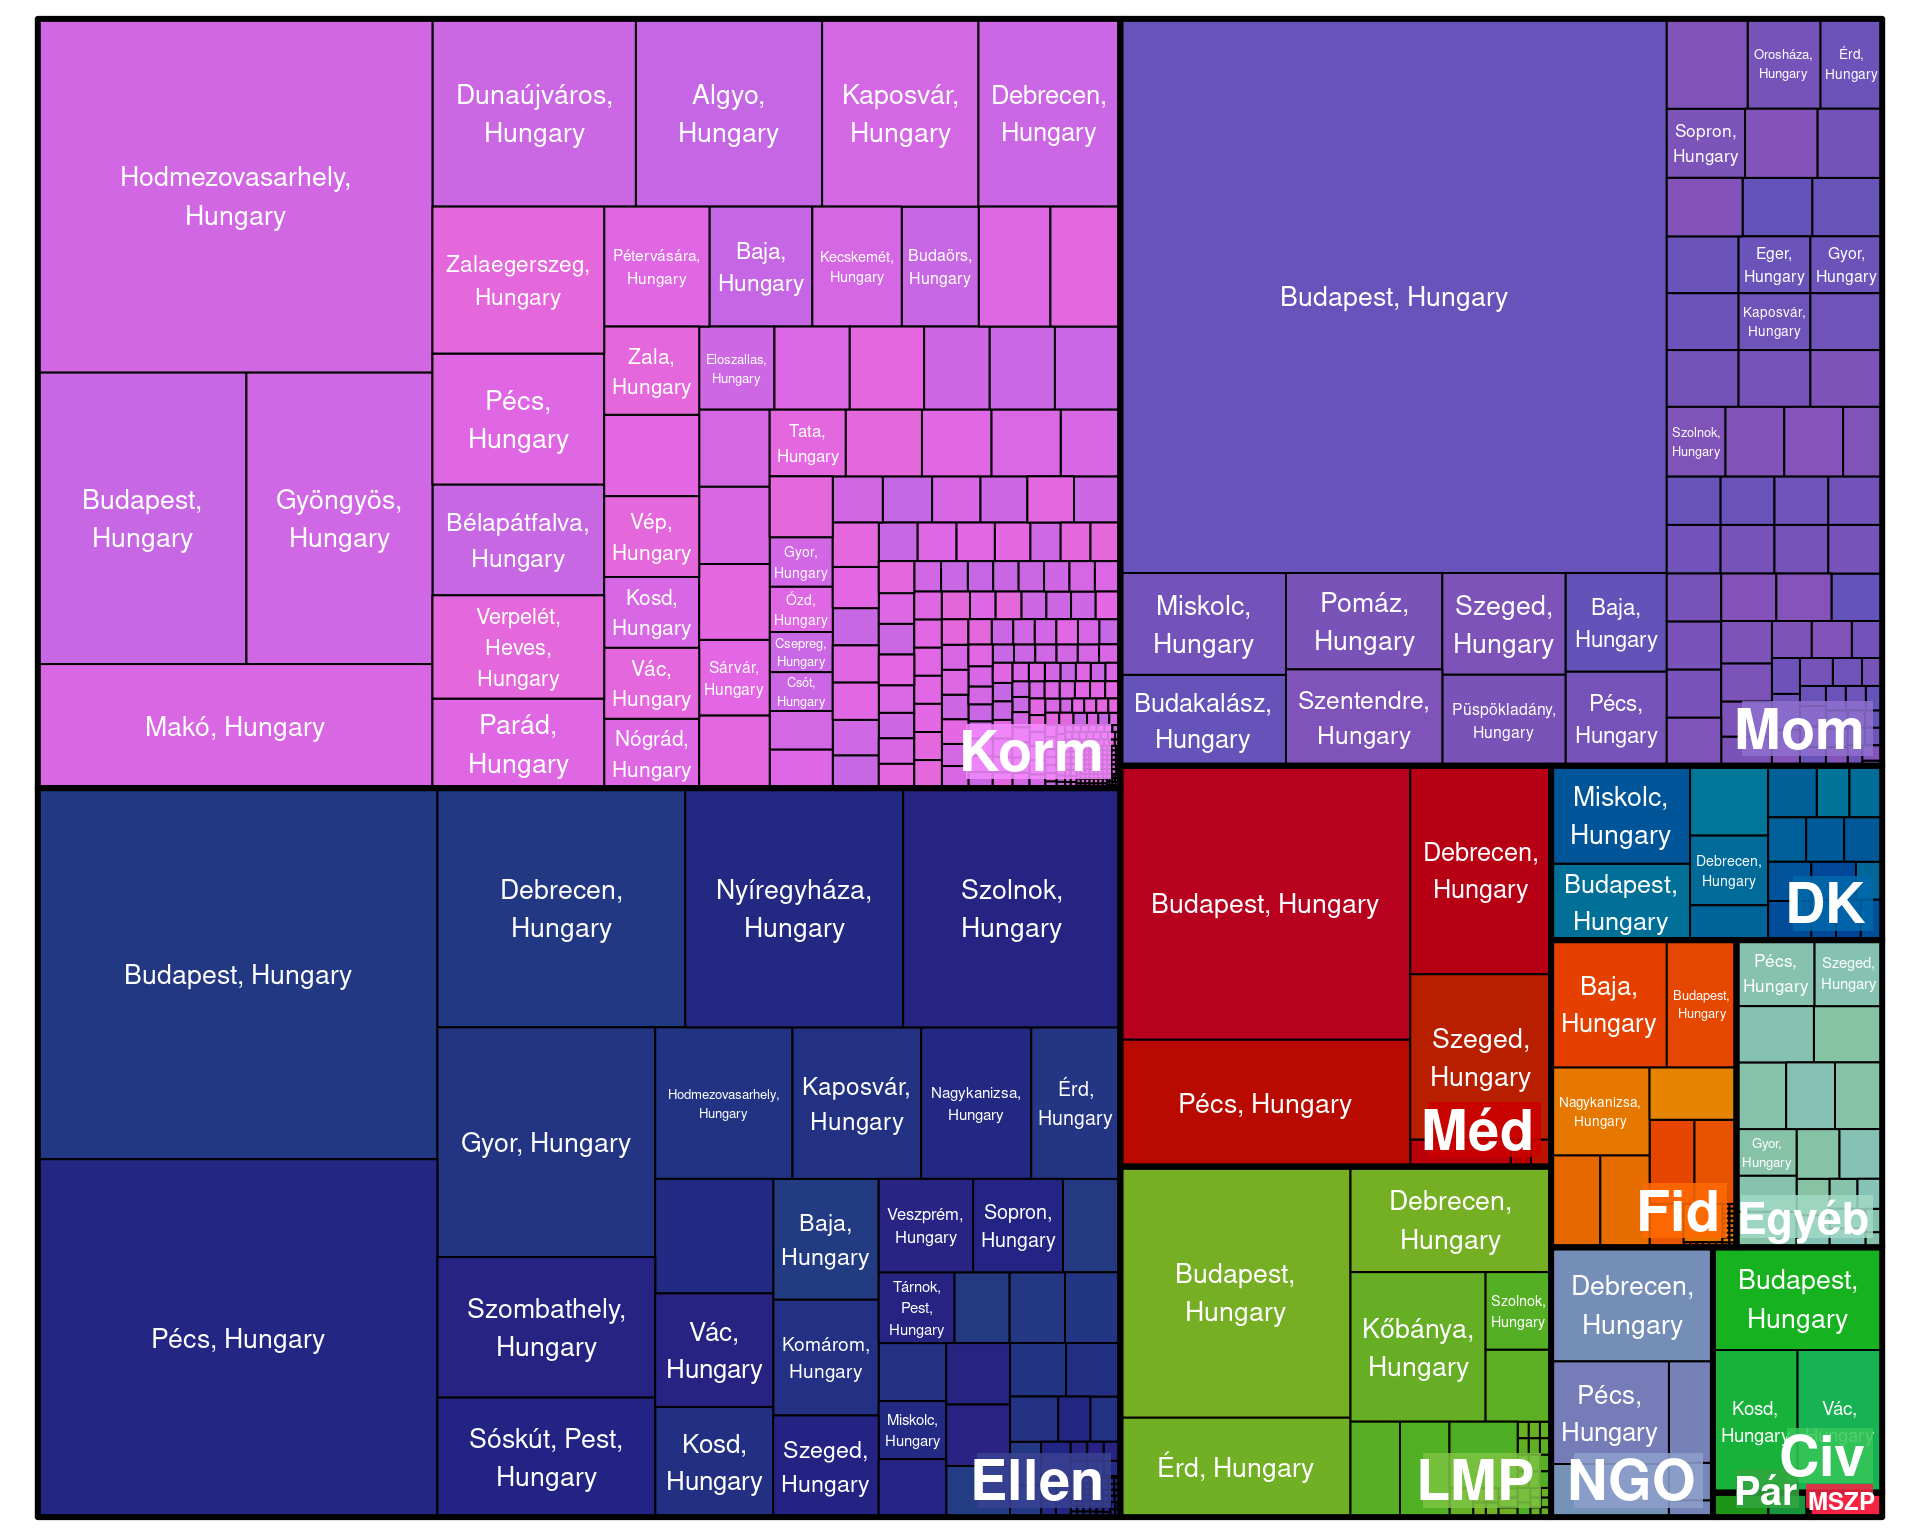 Hodmezovasarhely,
Hungary
Budapest,
Hungary
Gyöngyös,
Hungary
Makó, Hungary
Dunaújváros,
Hungary
Algyo,
Hungary
Kaposvár,
Hungary
Debrecen,
Hungary
Zalaegerszeg,
Hungary
Pétervására,
Hungary
Baja,
Hungary
Kecskemét,
Hungary
Budaörs,
Hungary
Pécs,
Hungary
Zala,
Hungary
Eloszallas,
Hungary
Tata,
Hungary
Bélapátfalva,
Hungary
Vép,
Hungary
Gyor,
Hungary
Verpelét,
Heves,
Hungary
Kosd,
Hungary
Ózd,
Hungary
Csepreg,
Hungary
Vác,
Hungary
Sárvár,
Hungary
Csót,
Hungary
Parád,
Hungary
Nógrád,
Hungary
Korm
Budapest, Hungary
Orosháza,
Hungary
Érd,
Hungary
Sopron,
Hungary
Eger,
Hungary
Gyor,
Hungary
Kaposvár,
Hungary
Szolnok,
Hungary
Miskolc,
Hungary
Pomáz,
Hungary
Szeged,
Hungary
Baja,
Hungary
Budakalász,
Hungary
Szentendre,
Hungary
Püspökladány,
Hungary
Pécs,
Hungary
Mom
Budapest, Hungary
Pécs, Hungary
Debrecen,
Hungary
Nyíregyháza,
Hungary
Szolnok,
Hungary
Gyor, Hungary
Hodmezovasarhely,
Hungary
Kaposvár,
Hungary
Nagykanizsa,
Hungary
Érd,
Hungary
Szombathely,
Hungary
Sóskút, Pest,
Hungary
Vác,
Hungary
Kosd,
Hungary
Baja,
Hungary
Komárom,
Hungary
Szeged,
Hungary
Veszprém,
Hungary
Sopron,
Hungary
Tárnok,
Pest,
Hungary
Miskolc,
Hungary
Ellen
Budapest, Hungary
Pécs, Hungary
Debrecen,
Hungary
Szeged,
Hungary
Méd
Budapest,
Hungary
Érd, Hungary
Debrecen,
Hungary
Kőbánya,
Hungary
Szolnok,
Hungary
LMP
Miskolc,
Hungary
Budapest,
Hungary
Debrecen,
Hungary
DK
Baja,
Hungary
Budapest,
Hungary
Nagykanizsa,
Hungary
Fid
Pécs,
Hungary
Szeged,
Hungary
Gyor,
Hungary
Egyéb
Debrecen,
Hungary
Pécs,
Hungary
NGO
Budapest,
Hungary
Kosd,
Hungary
Vác,
Hungary
Civ
Pár
MSZP